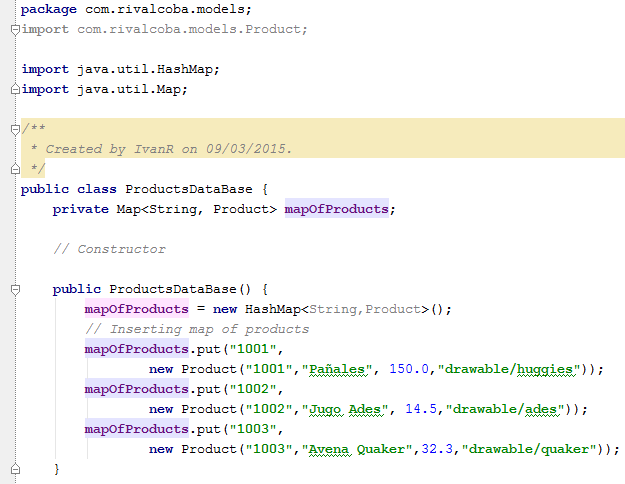 package com.rivalcoba.models;
import com.rivalcoba.models.Product;
import java.util.HashMap;
import java.util.Map;
/**
* Created by IvanR on 09/03/2015.
*/
public class ProductsDataBase {
private Map<String, Product> mapOfProducts;
// Constructor
public ProductsDataBase() {
mapOfProducts = new HashMap<String,Product>();
// Inserting map of products
mapOfProducts.put("1001",
new Product("1001","Pañales", 150.0,"drawable/huggies"));
mapOfProducts.put("1002",
new Product("1002","Jugo Ades", 14.5,"drawable/ades"));
mapOfProducts.put("1003",
new Product("1003","Avena Quaker",32.3,"drawable/quaker"));
}